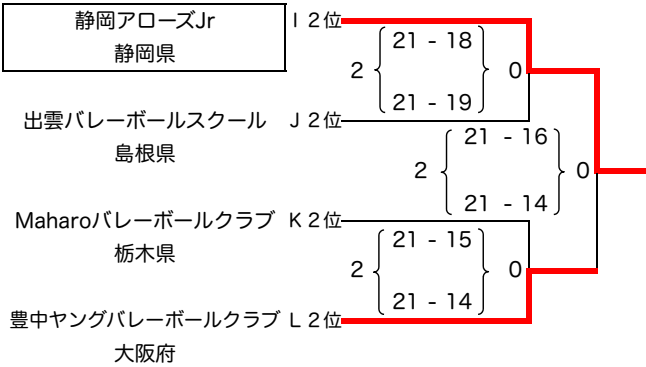 静岡アローズJr I 2位
静岡県
2 21 - 18 0
21 - 19
出雲バレーボールスクール J 2位
島根県
2 21 - 16 0
21 - 14
Maharoバレーボールクラブ K 2位
栃木県
2 21 - 15 0
21 - 14
豊中ヤングバレーボールクラブ L 2位
大阪府